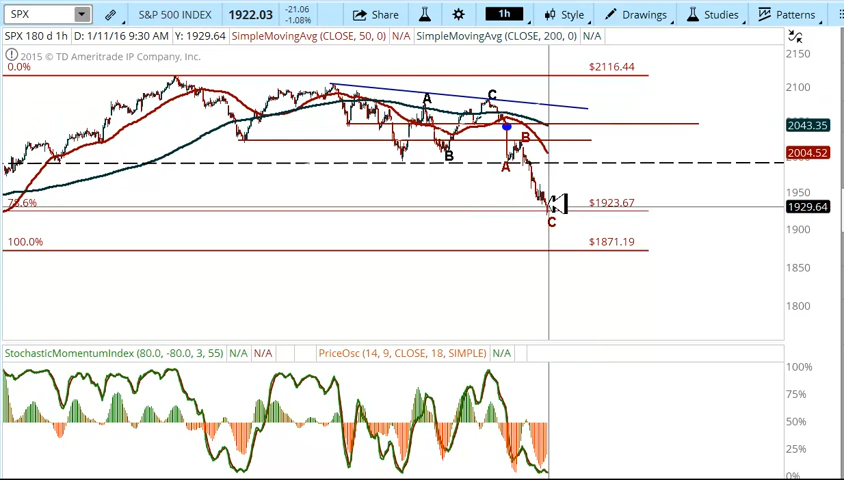 SPX S&P 500 INDEX 1922.03 -21.06 -1.08% Share 1h Style Drawings Studies Patterns
SPX 180 d 1h D: 1/11/16 9:30 AM Y: 1929.64 SimpleMovingAvg (CLOSE, 50, 0) N/A SimpleMovingAvg (CLOSE, 200, 0) N/A
2015 © TD Ameritrade IP Company, Inc.
2150
0.0% $2116.44
2100
A C
2043.35
B
2004.52
B
A
1950
78.6% $1923.67
1929.64
C
1900
100.0% $1871.19
1850
1800
StochasticMomentumIndex (80.0, -80.0, 3, 55) N/A N/A PriceOsc (14, 9, CLOSE, 18, SIMPLE) N/A
100%
75%
50%
25%
0%